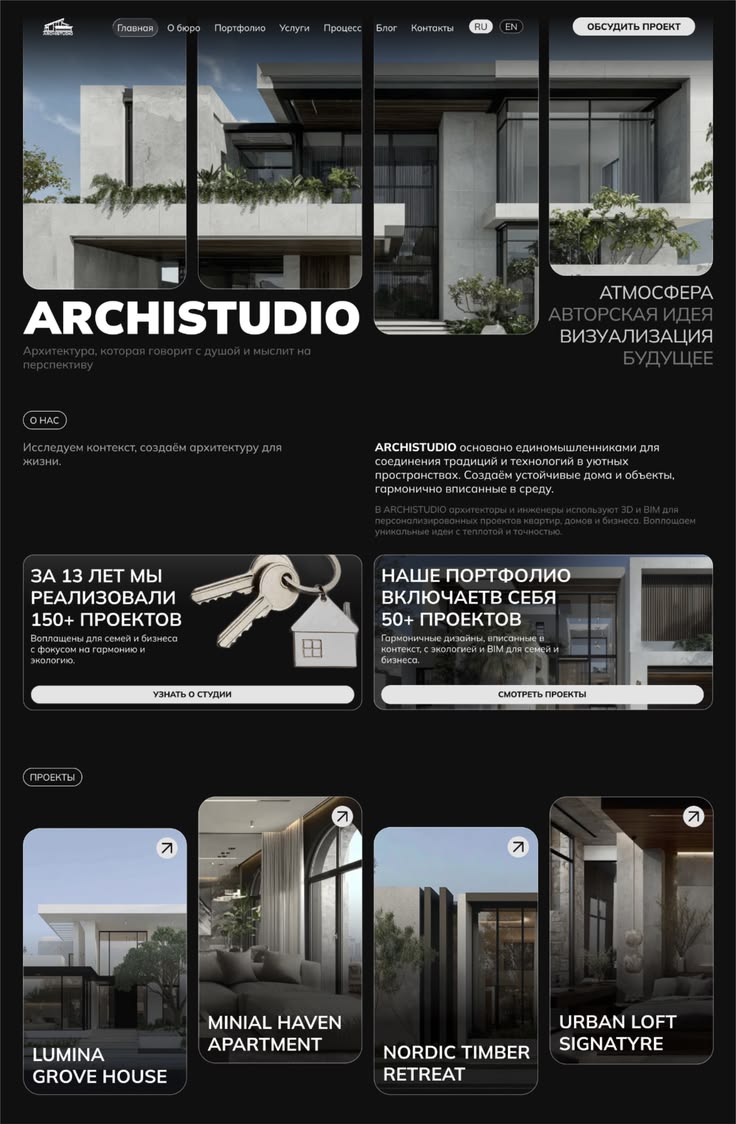 ARCHISTUDIO
Главная О бюро Портфолио Услуги Процесс Блог Контакты RU EN ОБСУДИТЬ ПРОЕКТ
ARCHISTUDIO
Архитектура, которая говорит с душой и мыслит на
перспективу
АТМОСФЕРА
АВТОРСКАЯ ИДЕЯ
ВИЗУАЛИЗАЦИЯ
БУДУЩЕЕ
О НАС
Исследуем контекст, создаём архитектуру для
жизни.
ARCHISTUDIO основано единомышленниками для
соединения традиций и технологий в уютных
пространствах. Создаём устойчивые дома и объекты,
гармонично вписанные в среду.
В ARCHISTUDIO архитекторы и инженеры используют 3D и BIM для
персонализированных проектов квартир, домов и бизнеса. Воплощаем
уникальные идеи с теплотой и точностью.
ЗА 13 ЛЕТ МЫ
РЕАЛИЗОВАЛИ
150+ ПРОЕКТОВ
Воплощены для семей и бизнеса
с фокусом на гармонию и
экологию.
УЗНАТЬ О СТУДИИ
НАШЕ ПОРТФОЛИО
ВКЛЮЧАЕТВ СЕБЯ
50+ ПРОЕКТОВ
Гармоничные дизайны, вписанные в
контекст, с экологией и BIM для семей и
бизнеса.
СМОТРЕТЬ ПРОЕКТЫ
ПРОЕКТЫ
LUMINA
GROVE HOUSE
MINIAL HAVEN
APARTMENT
NORDIC TIMBER
RETREAT
URBAN LOFT
SIGNATYRE